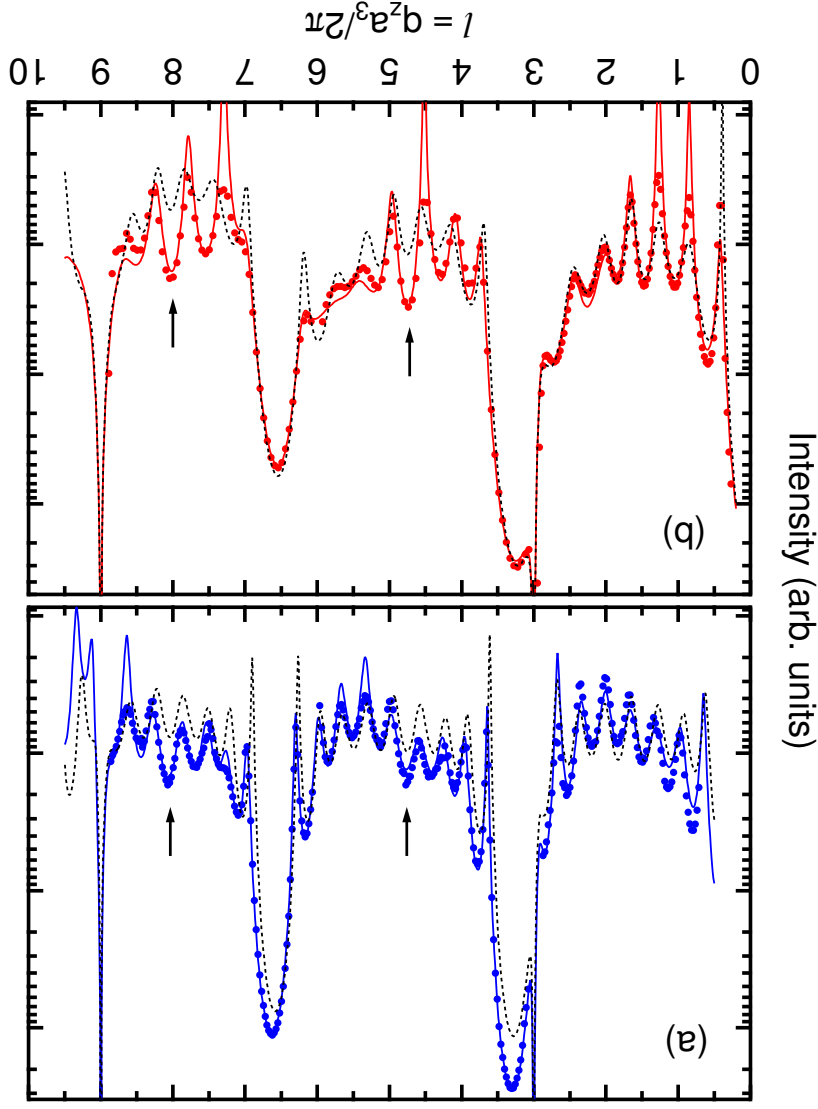 Intensity (arb. units)
(a)
(b)
0 1 2 3 4 5 6 7 8 9 10
l = q_z a_3/2π